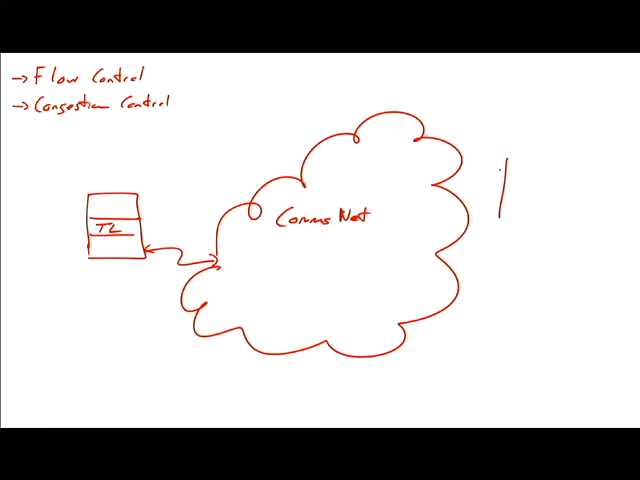 → Flow Control
→ Congestion Control
Comms Net
TL